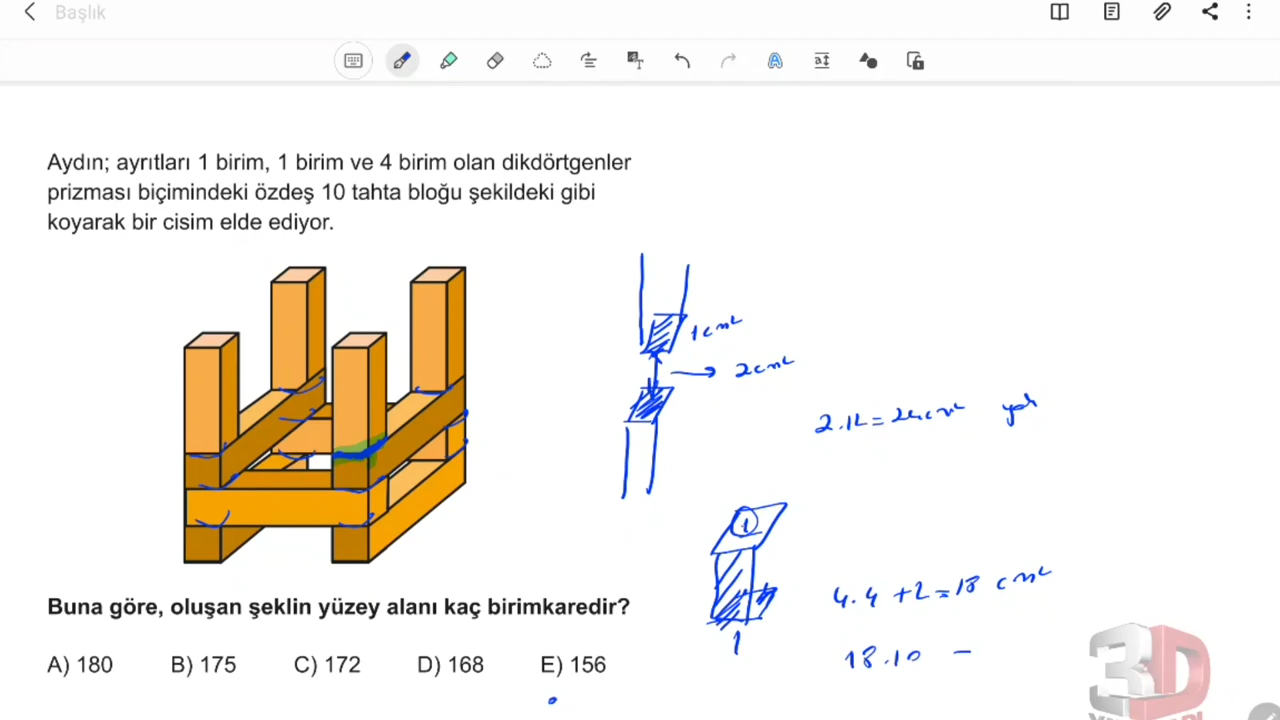 Başlık
Aydın; ayrıtları 1 birim, 1 birim ve 4 birim olan dikdörtgenler
prizması biçimindeki özdeş 10 tahta bloğu şekildeki gibi
koyarak bir cisim elde ediyor.
1cm²
2cm²
2.12=24cm²
1
4.4+2=18 cm²
1
18.10 =
Buna göre, oluşan şeklin yüzey alanı kaç birimkaredir?
A) 180 B) 175 C) 172 D) 168 E) 156
3D